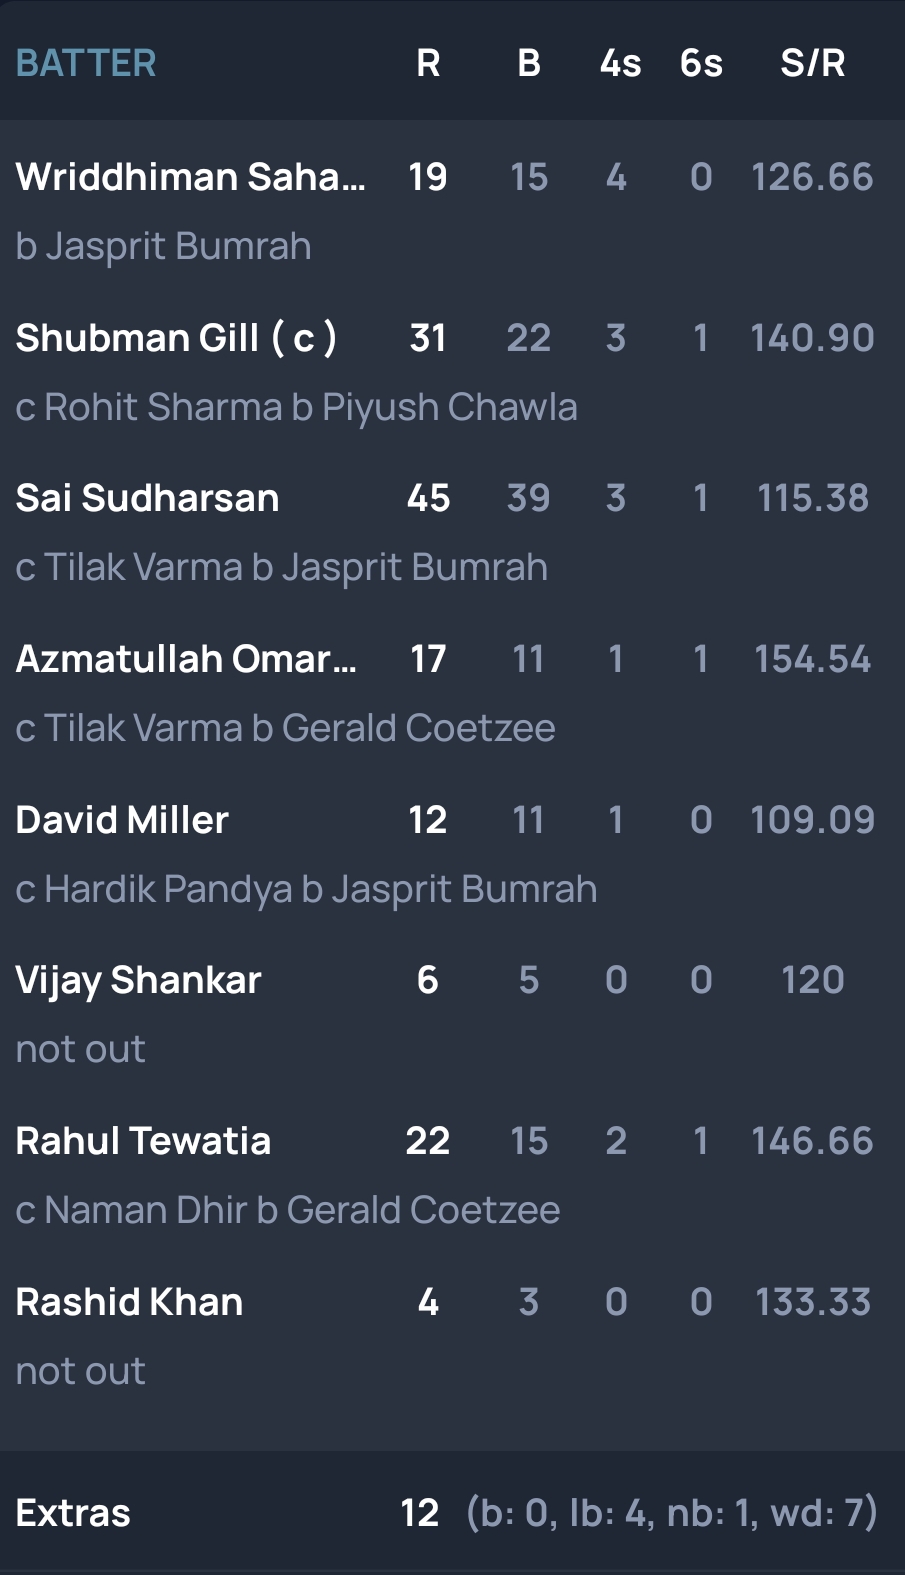 BATTER R B 4s 6s S/R
Wriddhiman Saha... 19 15 4 0 126.66
b Jasprit Bumrah
Shubman Gill ( c ) 31 22 3 1 140.90
c Rohit Sharma b Piyush Chawla
Sai Sudharsan 45 39 3 1 115.38
c Tilak Varma b Jasprit Bumrah
Azmatullah Omar... 17 11 1 1 154.54
c Tilak Varma b Gerald Coetzee
David Miller 12 11 1 0 109.09
c Hardik Pandya b Jasprit Bumrah
Vijay Shankar 6 5 0 0 120
not out
Rahul Tewatia 22 15 2 1 146.66
c Naman Dhir b Gerald Coetzee
Rashid Khan 4 3 0 0 133.33
not out
Extras 12 (b: 0, lb: 4, nb: 1, wd: 7)